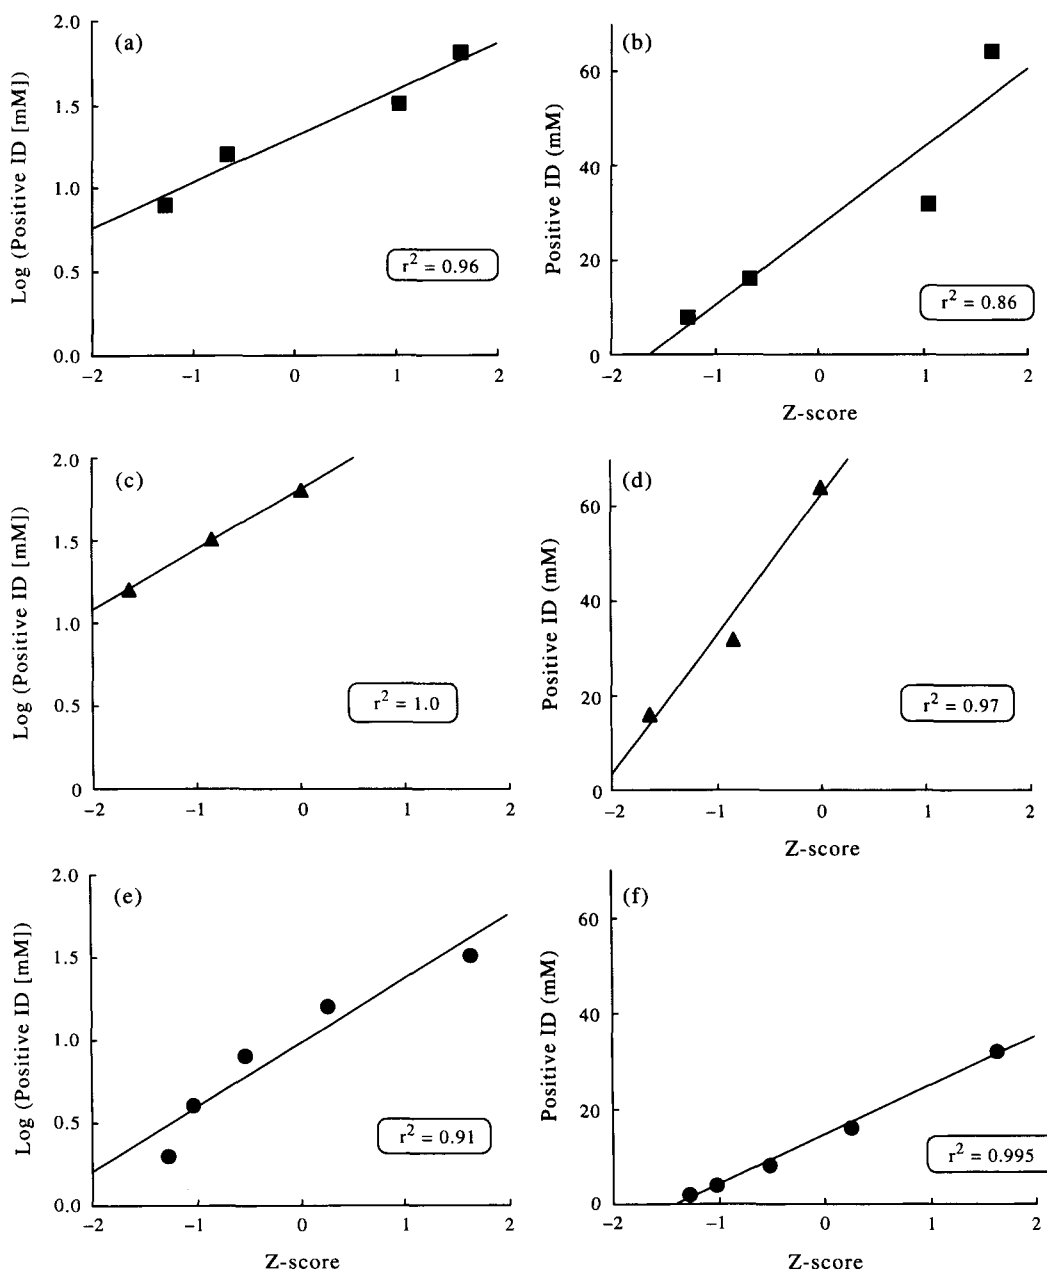 (a)
Log (Positive ID [mM])
2.0
1.5
1.0
0.5
0.0
r² = 0.96
−2 −1 0 1 2
(b)
Positive ID (mM)
60
40
20
0
r² = 0.86
−2 −1 0 1 2
Z-score
(c)
Log (Positive ID [mM])
2.0
1.5
1.0
0.5
0
r² = 1.0
−2 −1 0 1 2
(d)
Positive ID (mM)
60
40
20
0
r² = 0.97
−2 −1 0 1 2
Z-score
(e)
Log (Positive ID [mM])
2.0
1.5
1.0
0.5
0.0
r² = 0.91
−2 −1 0 1 2
Z-score
(f)
Positive ID (mM)
60
40
20
0
r² = 0.995
−2 −1 0 1 2
Z-score